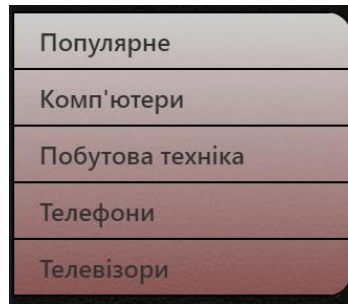 Популярне
Комп'ютери
Побутова техніка
Телефони
Телевізори